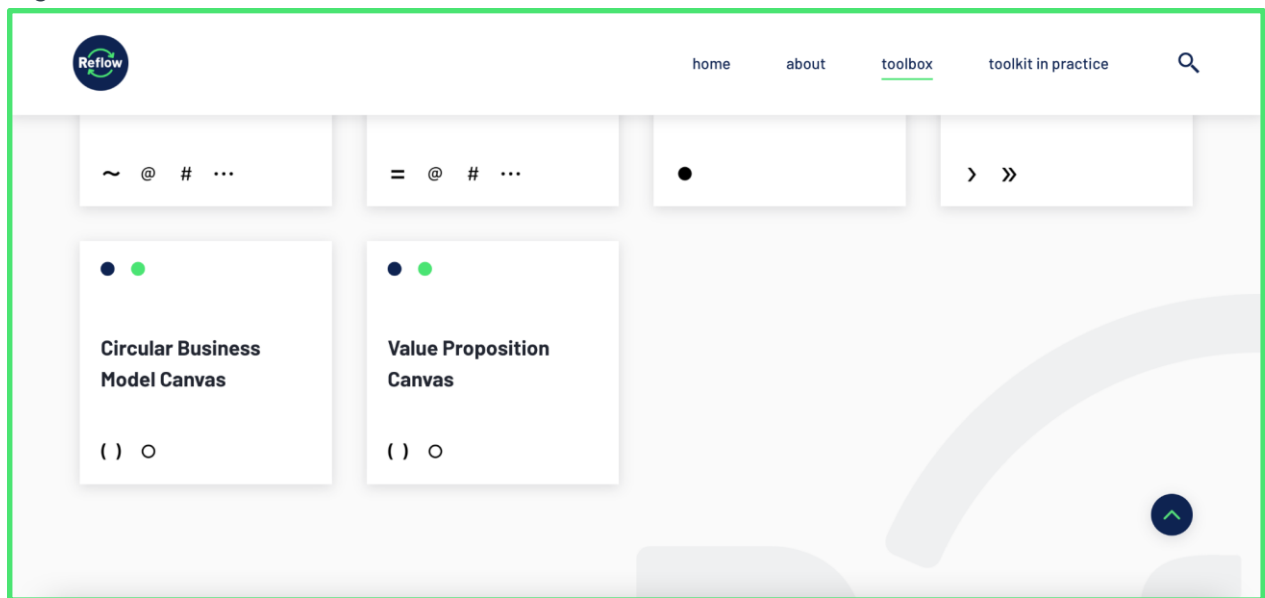 Reflow
home about toolbox toolkit in practice
~ @ # ...
= @ # ...
●
› »
Circular Business
Model Canvas
Value Proposition
Canvas
( ) ○
( ) ○